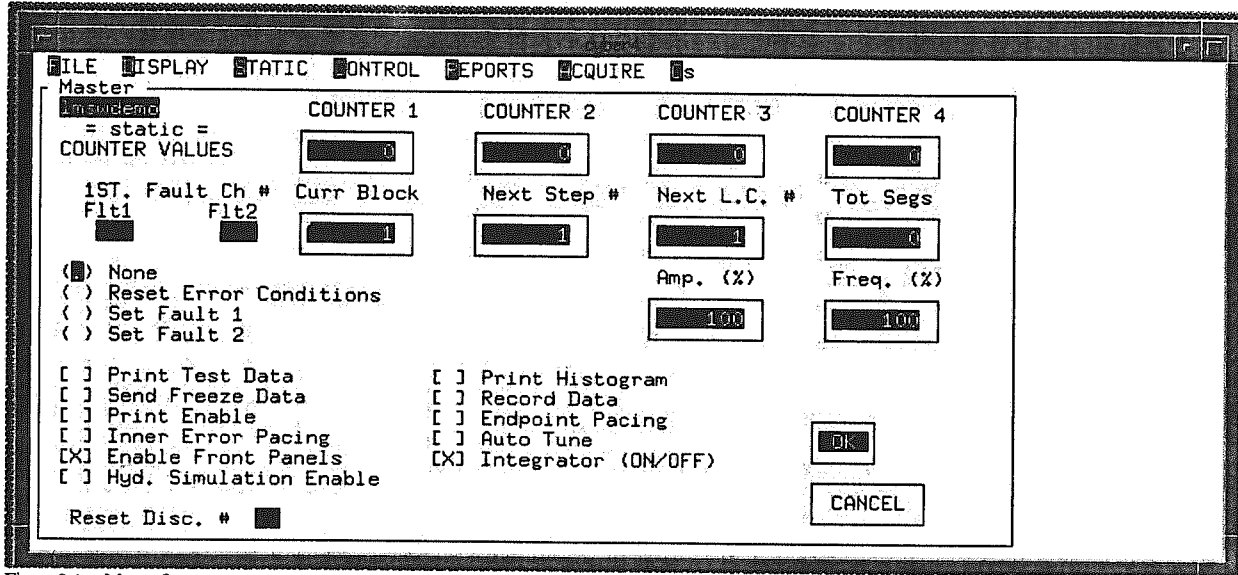 cyber4
FILE DISPLAY STATIC CONTROL REPORTS ACQUIRE Qs
Master
lmswdemo COUNTER 1 COUNTER 2 COUNTER 3 COUNTER 4
= static =
COUNTER VALUES 0 0 0 0
1ST. Fault Ch # Curr Block Next Step # Next L.C. # Tot Segs
Flt1 Flt2
1 1 1 0
(.) None Amp. (%) Freq. (%)
( ) Reset Error Conditions
( ) Set Fault 1 100 100
( ) Set Fault 2
[ ] Print Test Data [ ] Print Histogram
[ ] Send Freeze Data [ ] Record Data
[ ] Print Enable [ ] Endpoint Pacing
[ ] Inner Error Pacing [ ] Auto Tune OK
[X] Enable Front Panels [X] Integrator (ON/OFF)
[ ] Hyd. Simulation Enable
CANCEL
Reset Disc. #